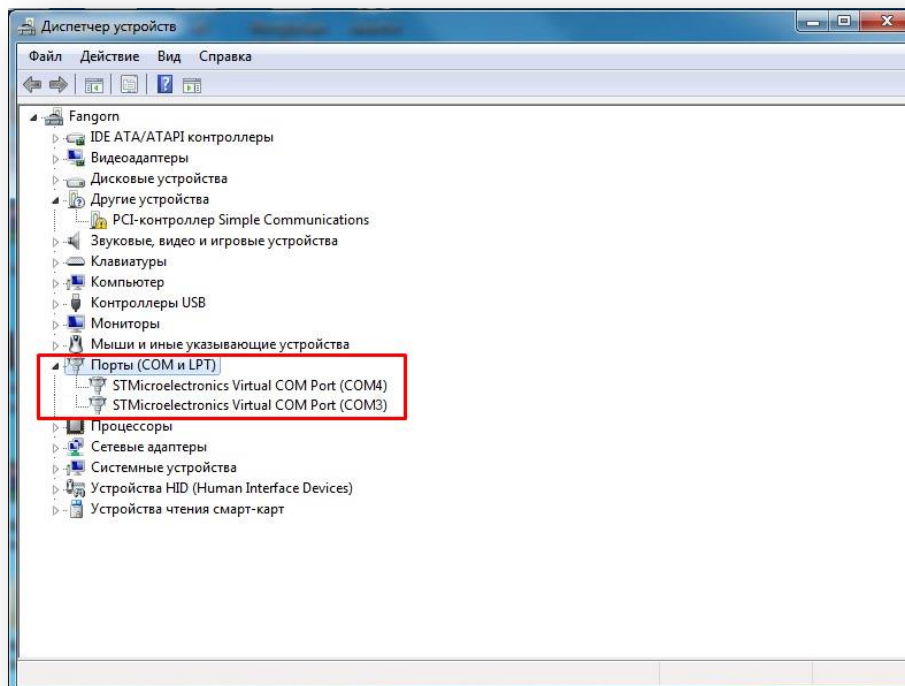 Диспетчер устройств
Файл Действие Вид Справка
Fangorn
IDE ATA/ATAPI контроллеры
Видеоадаптеры
Дисковые устройства
Другие устройства
PCI-контроллер Simple Communications
Звуковые, видео и игровые устройства
Клавиатуры
Компьютер
Контроллеры USB
Мониторы
Мыши и иные указывающие устройства
Порты (COM и LPT)
STMicroelectronics Virtual COM Port (COM4)
STMicroelectronics Virtual COM Port (COM3)
Процессоры
Сетевые адаптеры
Системные устройства
Устройства HID (Human Interface Devices)
Устройства чтения смарт-карт